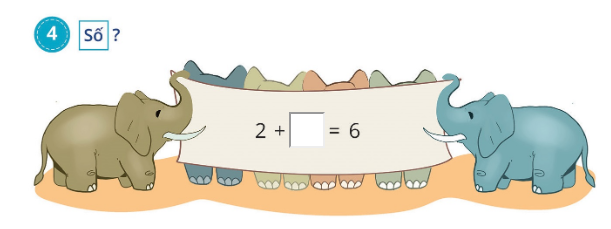 4 Số ?
2 + □ = 6